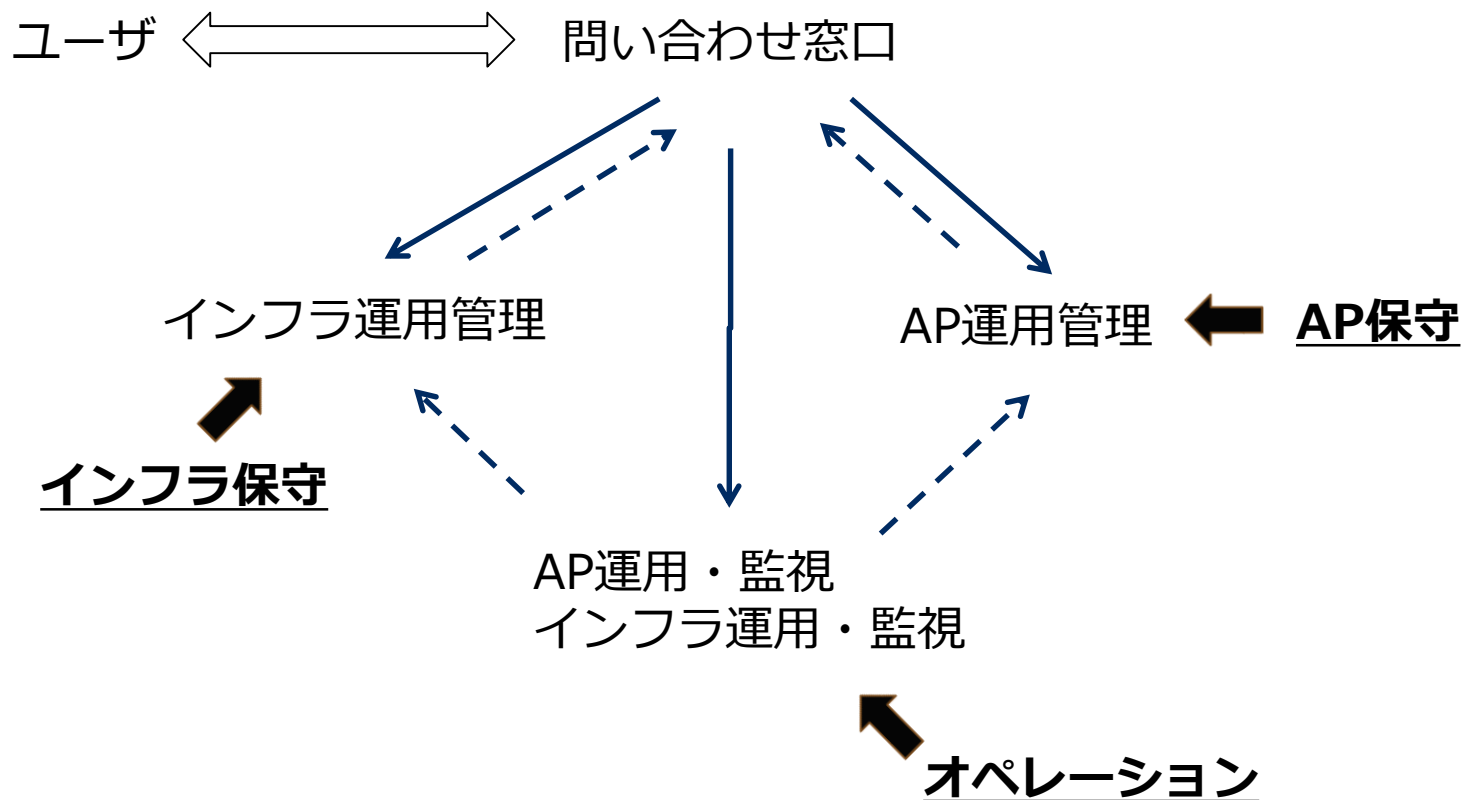 ユーザ
問い合わせ窓口
インフラ運用管理
AP運用管理
AP保守
インフラ保守
AP運用・監視
インフラ運用・監視
オペレーション